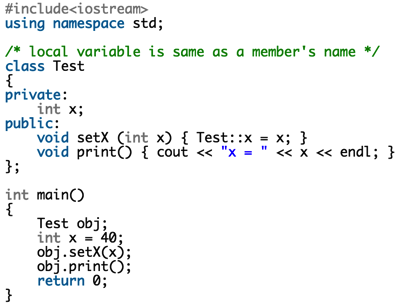 #include<iostream>
using namespace std;

/* local variable is same as a member's name */
class Test
{
private:
    int x;
public:
    void setX (int x) { Test::x = x; }
    void print() { cout << "x = " << x << endl; }
};

int main()
{
    Test obj;
    int x = 40;
    obj.setX(x);
    obj.print();
    return 0;
}